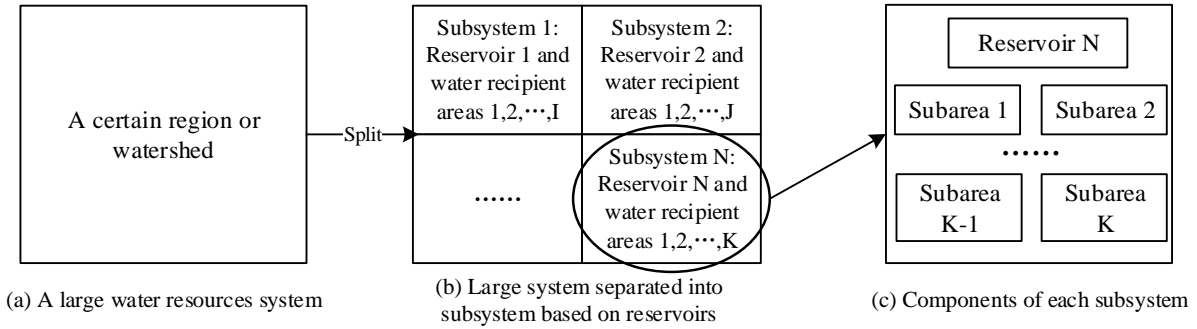 A certain region or
watershed
Split
Subsystem 1:
Reservoir 1 and
water recipient
areas 1,2,⋯,I
Subsystem 2:
Reservoir 2 and
water recipient
areas 1,2,⋯,J
……
Subsystem N:
Reservoir N and
water recipient
areas 1,2,⋯,K
Reservoir N
Subarea 1
Subarea 2
……
Subarea
K-1
Subarea
K
(a) A large water resources system
(b) Large system separated into
subsystem based on reservoirs
(c) Components of each subsystem